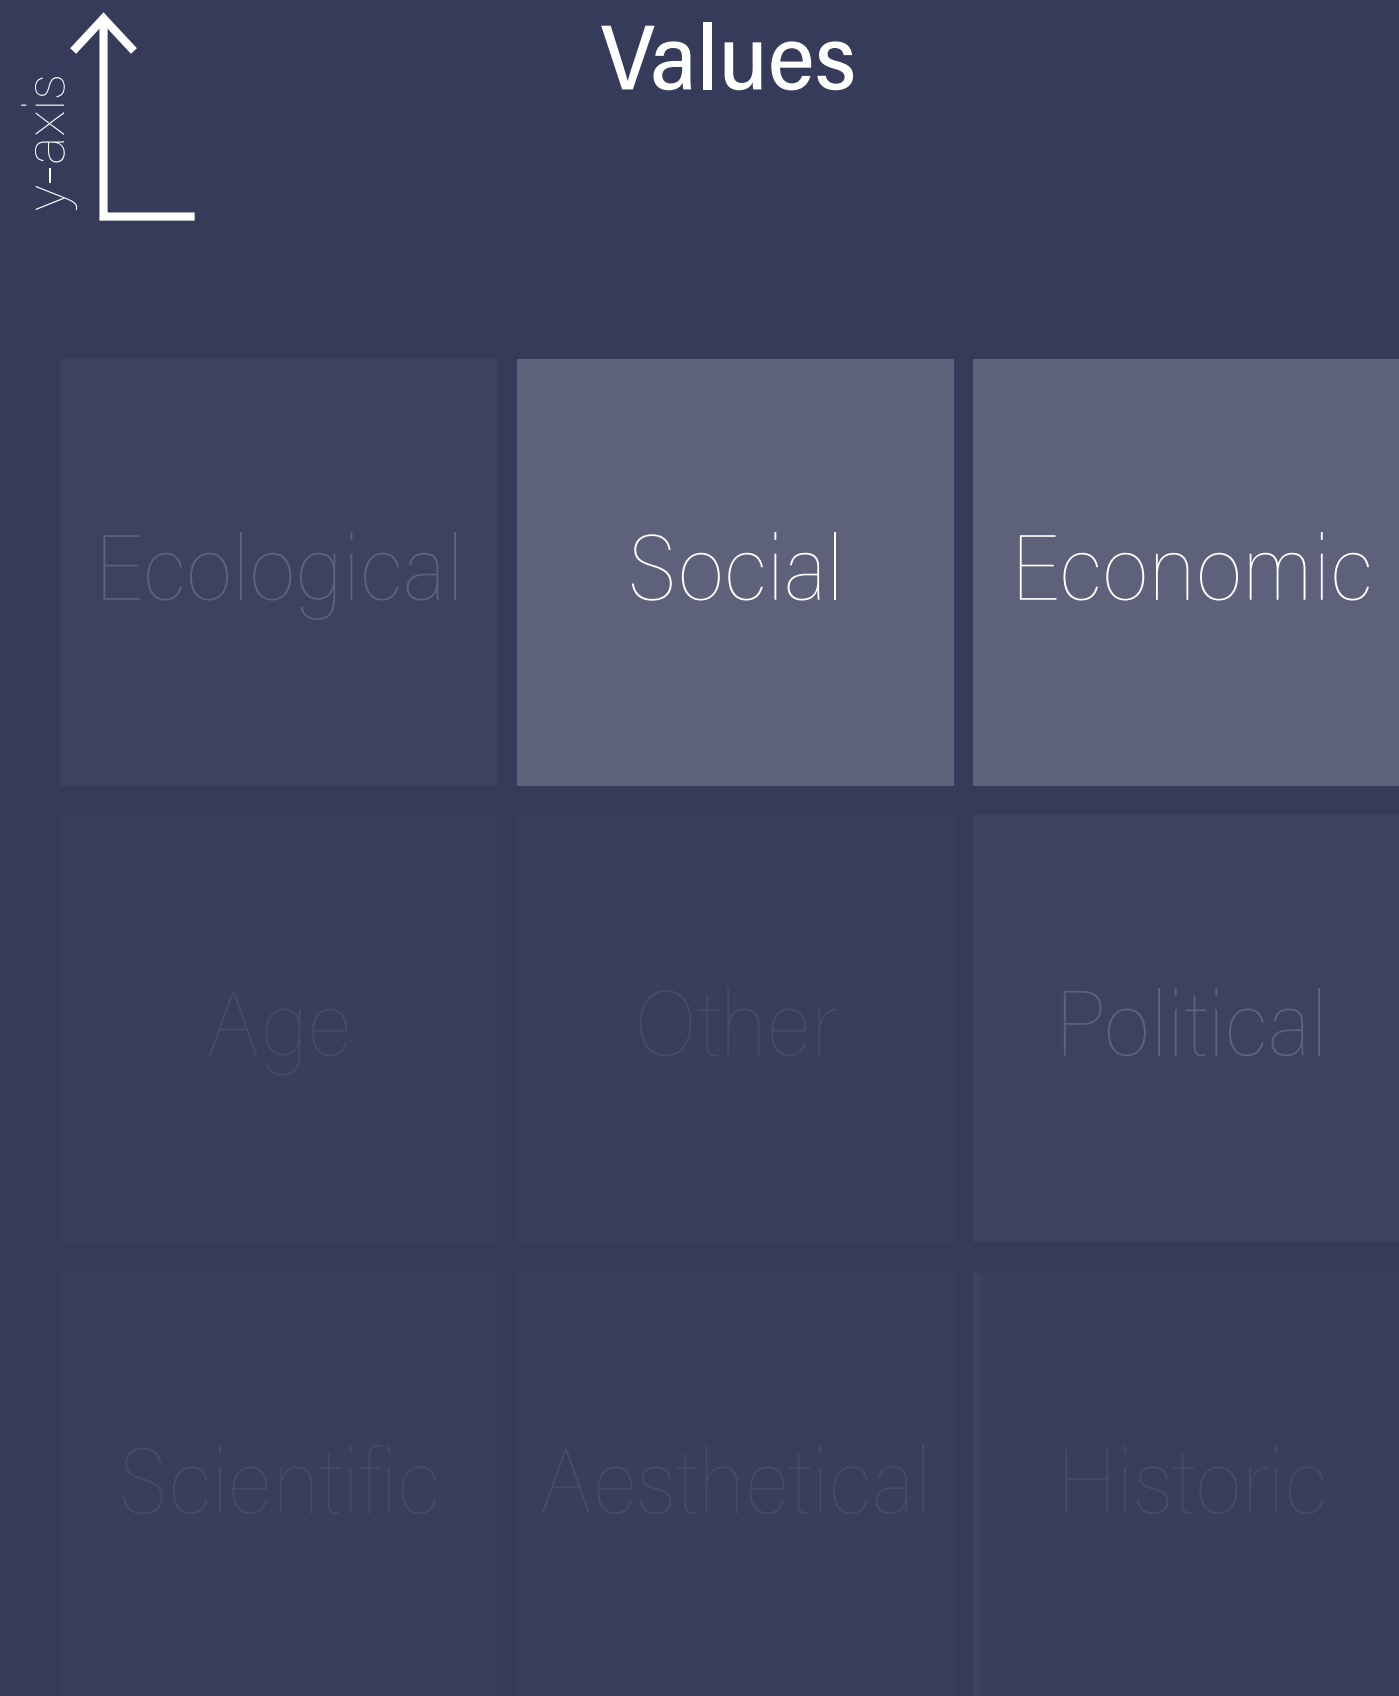 Values
y-axis
Ecological
Social
Economic
Age
Other
Political
Scientific
Aesthetical
Historic